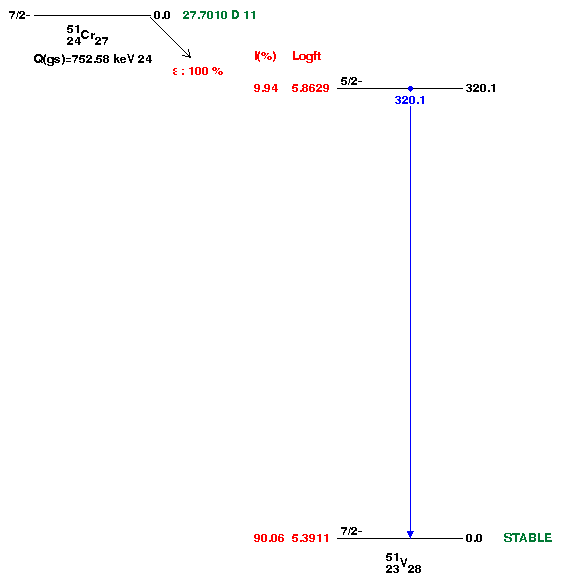 7/2- 0.0 27.7010 D 11
51
24Cr27
Q(gs)=752.58 keV 24
ε : 100 %
I(%) Logft
9.94 5.8629 5/2- 320.1
320.1
90.06 5.3911 7/2- 0.0 STABLE
51
23V28